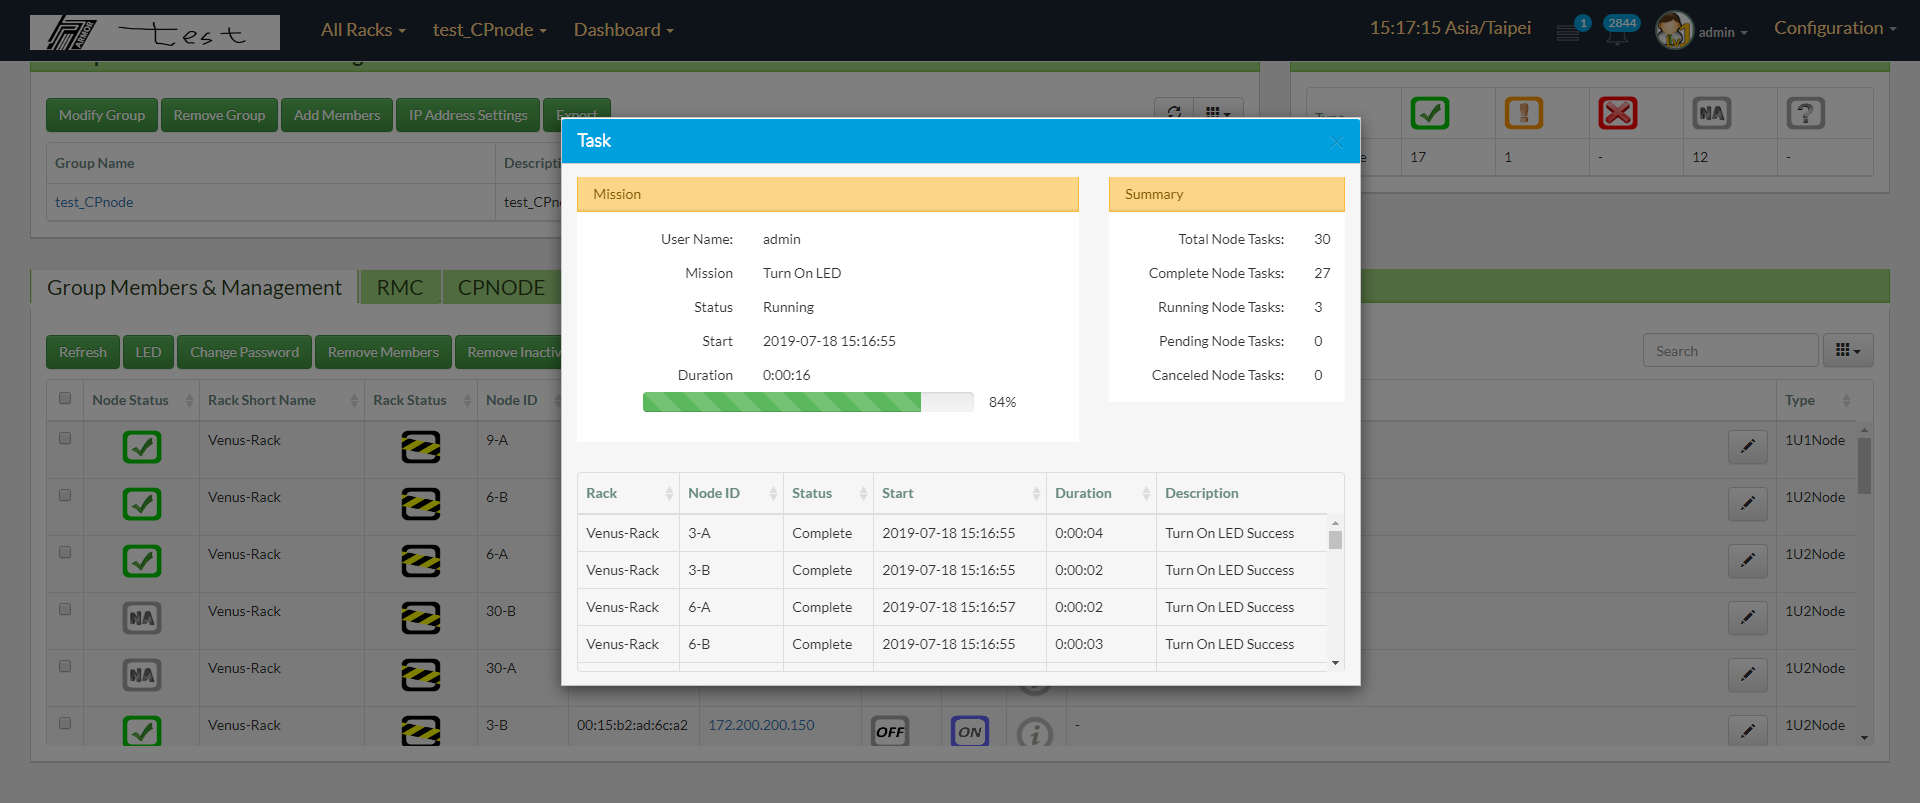 ARMOR test All Racks test_CPnode Dashboard 15:17:15 Asia/Taipei 1 2844 admin Configuration
Modify Group Remove Group Add Members IP Address Settings Export
Group Name
test_CPnode test_CPn
17 1 - 12 -
NA ?
Task
Mission
User Name: admin
Mission Turn On LED
Status Running
Start 2019-07-18 15:16:55
Duration 0:00:16
84%
Summary
Total Node Tasks: 30
Complete Node Tasks: 27
Running Node Tasks: 3
Pending Node Tasks: 0
Canceled Node Tasks: 0
Rack Node ID Status Start Duration Description
Venus-Rack 3-A Complete 2019-07-18 15:16:55 0:00:04 Turn On LED Success
Venus-Rack 3-B Complete 2019-07-18 15:16:55 0:00:02 Turn On LED Success
Venus-Rack 6-A Complete 2019-07-18 15:16:57 0:00:02 Turn On LED Success
Venus-Rack 6-B Complete 2019-07-18 15:16:55 0:00:03 Turn On LED Success
Group Members & Management RMC CPNODE
Refresh LED Change Password Remove Members Remove Inactiv
Search
Node Status Rack Short Name Rack Status Node ID Type
Venus-Rack 9-A 1U1Node
Venus-Rack 6-B 1U2Node
Venus-Rack 6-A 1U2Node
NA Venus-Rack 30-B 1U2Node
NA Venus-Rack 30-A 1U2Node
Venus-Rack 3-B 00:15:b2:ad:6c:a2 172.200.200.150 OFF ON i - 1U2Node